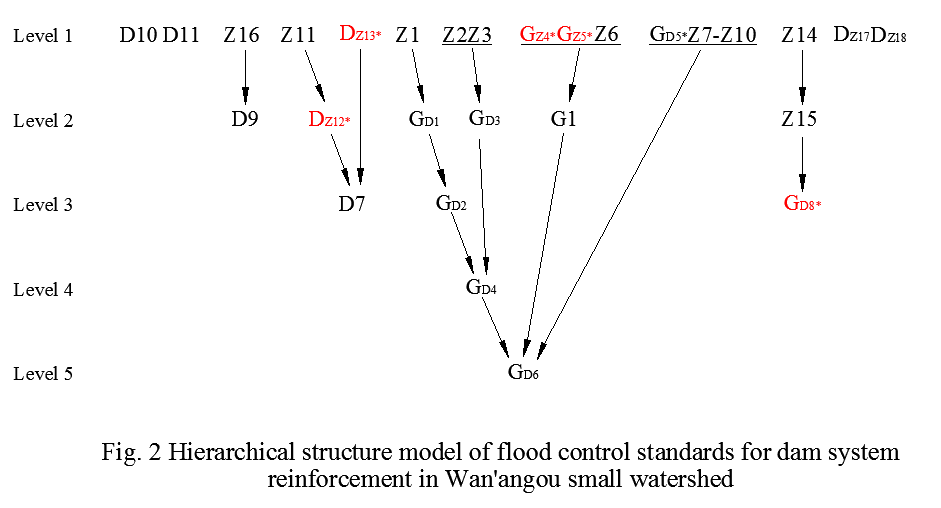 Level 1 D10 D11 Z16 Z11 DZ13* Z1 Z2Z3 GZ4*GZ5*Z6 GD5*Z7-Z10 Z14 DZ17DZ18
Level 2 D9 DZ12* GD1 GD3 G1 Z15
Level 3 D7 GD2 GD8*
Level 4 GD4
Level 5 GD6
Fig. 2 Hierarchical structure model of flood control standards for dam system
reinforcement in Wan'angou small watershed